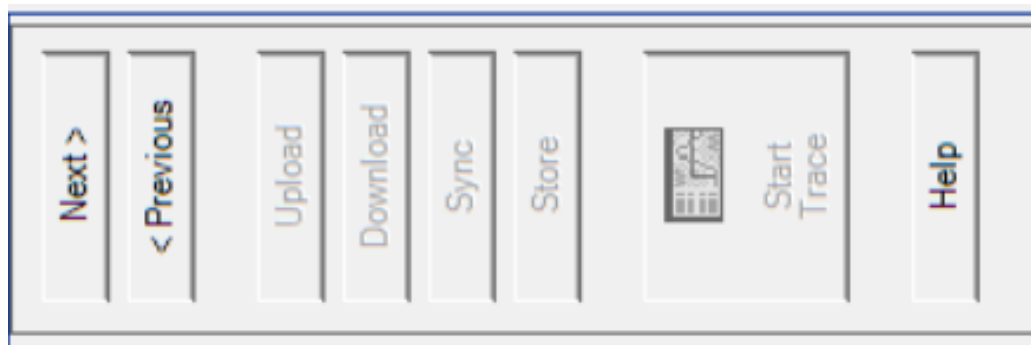 Next >
< Previous
Upload
Download
Sync
Store
Start
Trace
Help